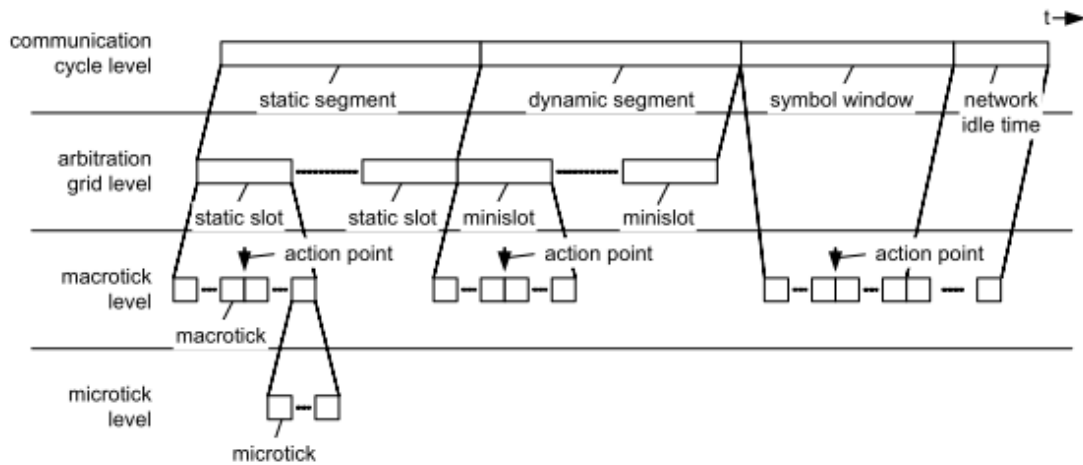 t
communication
cycle level
static segment
dynamic segment
symbol window
network
idle time
arbitration
grid level
static slot
static slot
minislot
minislot
action point
action point
action point
macrotick
level
macrotick
microtick
level
microtick